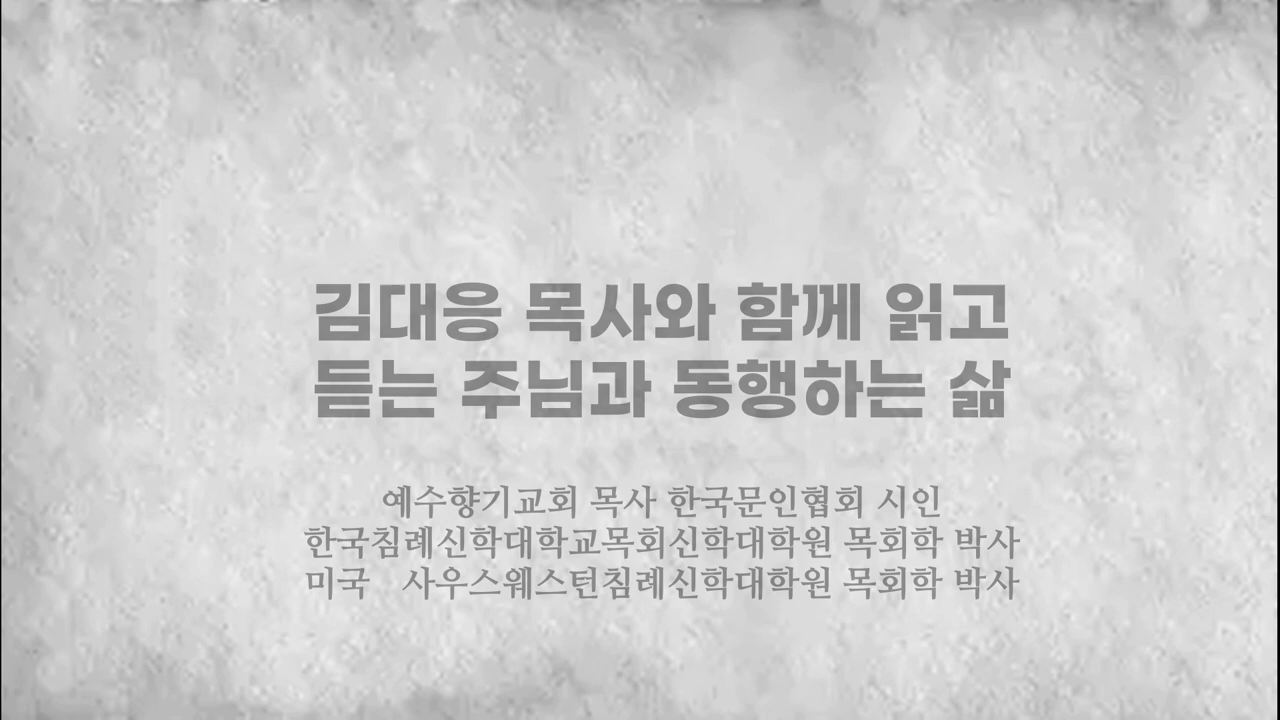 김대응 목사와 함께 읽고
듣는 주님과 동행하는 삶
예수향기교회 목사 한국문인협회 시인
한국침례신학대학교목회신학대학원 목회학 박사
미국 사우스웨스턴침례신학대학원 목회학 박사